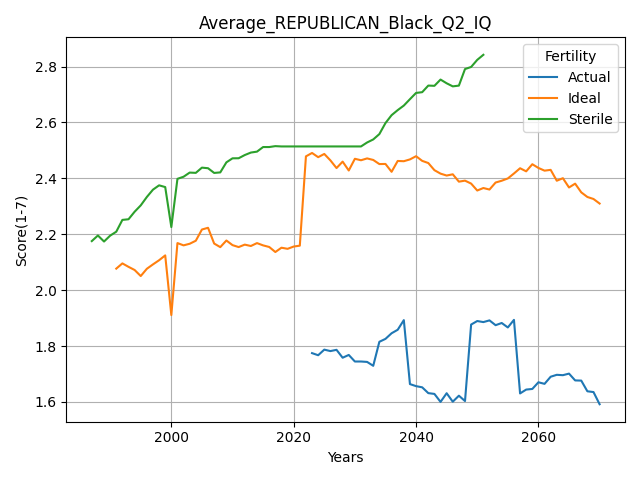 Average_REPUBLICAN_Black_Q2_IQ
Score(1-7)
2.8
2.6
2.4
2.2
2.0
1.8
1.6
Fertility
Actual
Ideal
Sterile
2000
2020
2040
2060
Years